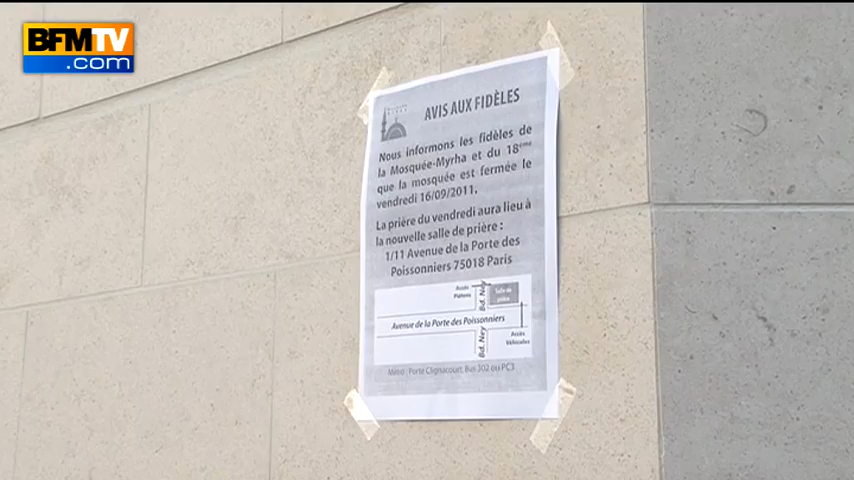 BFMTV
.com
AVIS AUX FIDÈLES
Nous informons les fidèles de
la Mosquée-Myrha et du 18ème
que la mosquée est fermée le
vendredi 16/09/2011.
La prière du vendredi aura lieu à
la nouvelle salle de prière :
1/11 Avenue de la Porte des
Poissonniers 75018 Paris
Accès
Piétons
Bd. Ney
Salle de
prière
Avenue de la Porte des Poissonniers
Bd. Ney
Accès
Véhicules
Métro : Porte Clignacourt, Bus 302 ou PC3